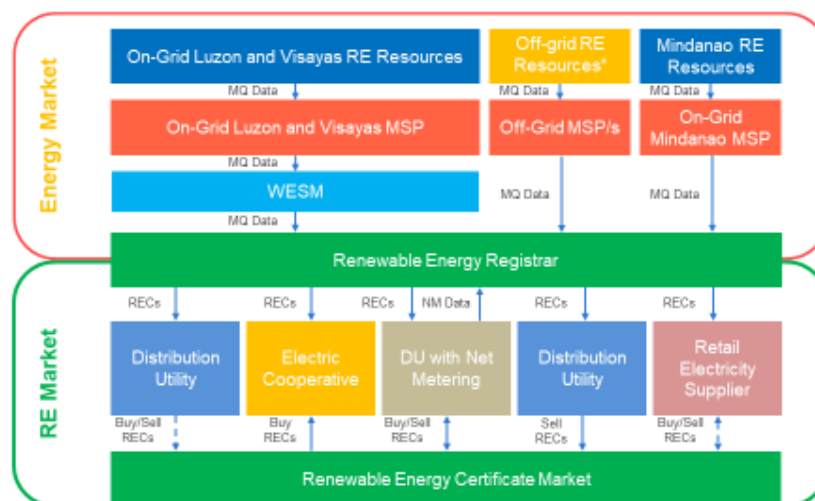 Energy Market
On-Grid Luzon and Visayas RE Resources
Off-grid RE
Resources*
Mindanao RE
Resources
MQ Data
MQ Data
MQ Data
On-Grid Luzon and Visayas MSP
Off-Grid MSP/s
On-Grid
Mindanao MSP
MQ Data
WESM
MQ Data
MQ Data
MQ Data
Renewable Energy Registrar
RE Market
RECs
RECs
RECs
NM Data
RECs
RECs
Distribution
Utility
Electric
Cooperative
DU with Net
Metering
Distribution
Utility
Retail
Electricity
Supplier
Buy/Sell
RECs
Buy
RECs
Buy/Sell
RECs
Sell
RECs
Buy/Sell
RECs
Renewable Energy Certificate Market